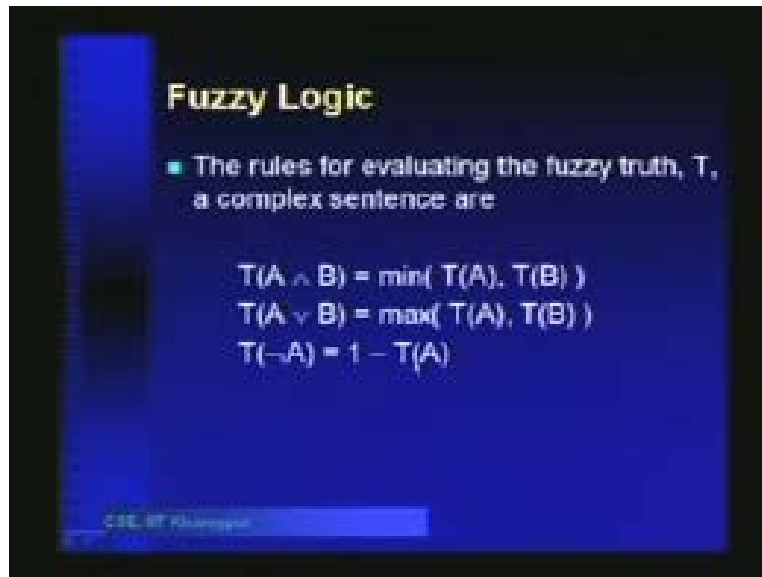 Fuzzy Logic
The rules for evaluating the fuzzy truth, T,
a complex sentence are
T(A ∧ B) = min( T(A), T(B) )
T(A ∨ B) = max( T(A), T(B) )
T(¬A) = 1 – T(A)
CSE, IIT Kharagpur